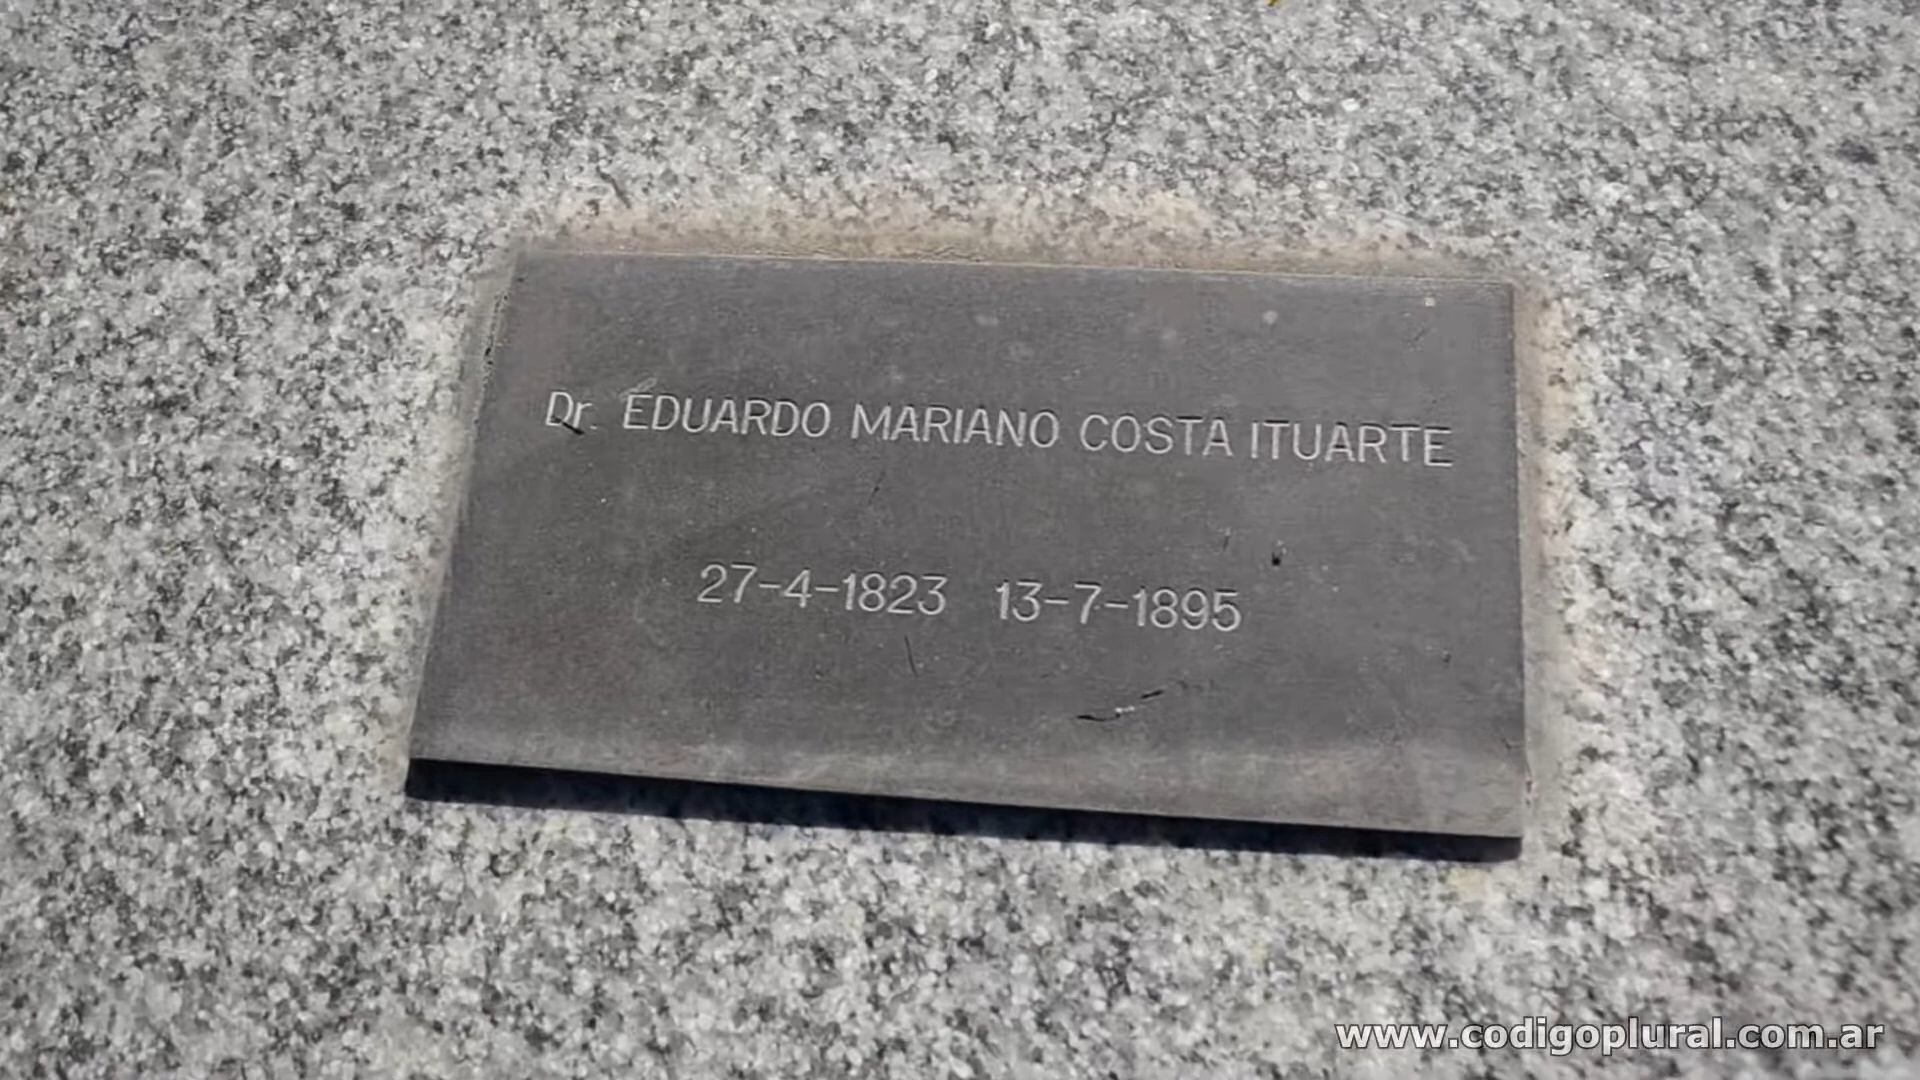 Dr. EDUARDO MARIANO COSTA ITUARTE
27-4-1823 13-7-1895
www.codigoplural.com.ar